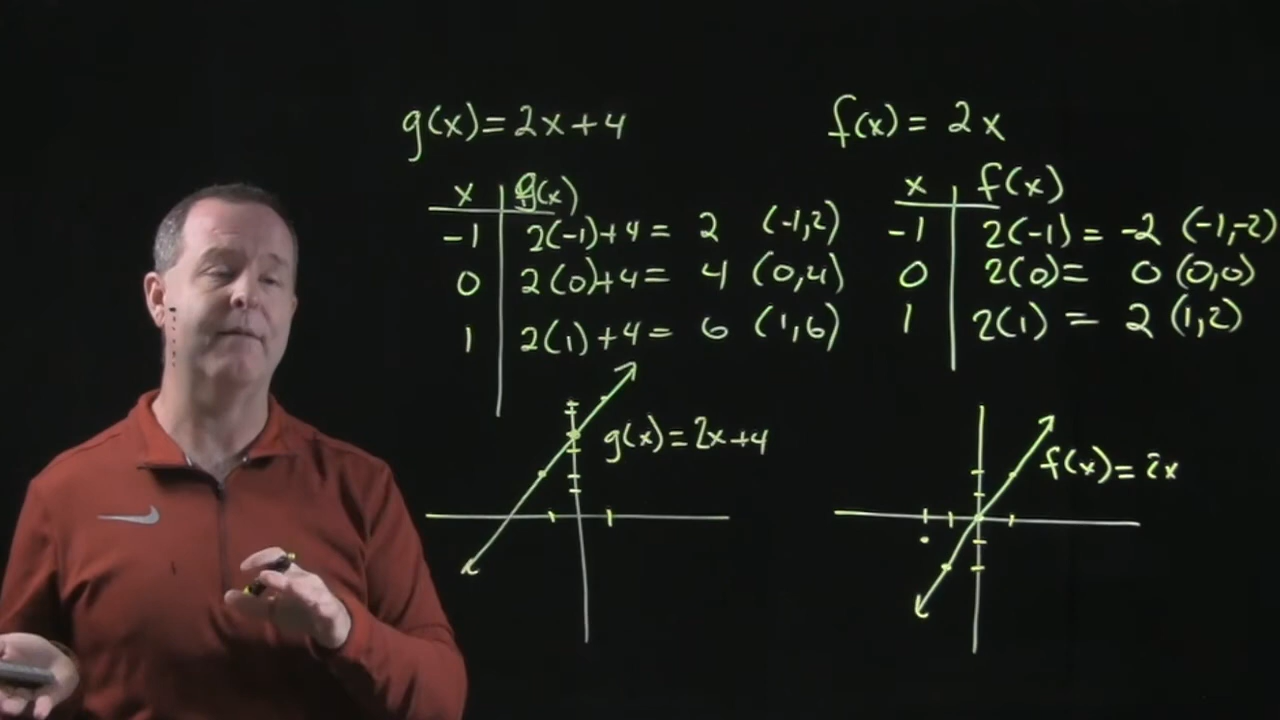 g(x)=2x+4
x g(x)
-1 2(-1)+4= 2 (-1,2)
0 2(0)+4= 4 (0,4)
1 2(1)+4= 6 (1,6)
g(x)=2x+4
f(x)= 2x
x f(x)
-1 2(-1)= -2 (-1,-2)
0 2(0)= 0 (0,0)
1 2(1) = 2 (1,2)
f(x)= 2x